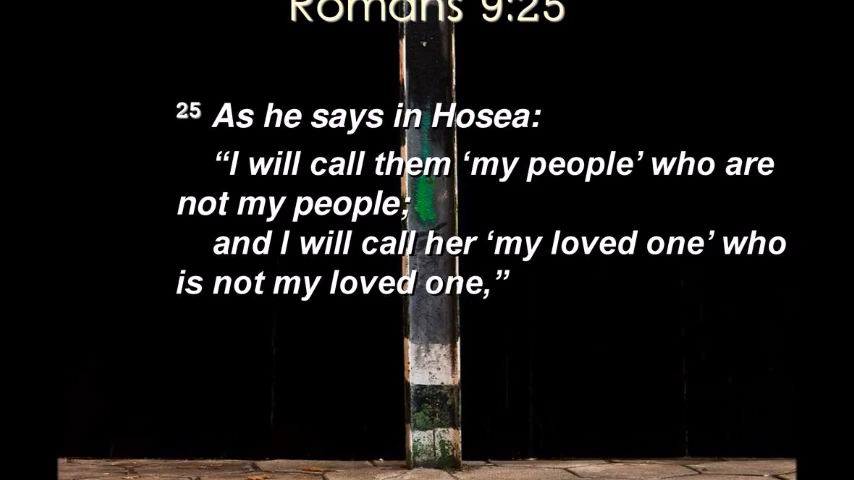 Romans 9:25
25 As he says in Hosea:
“I will call them ‘my people’ who are
not my people;
and I will call her ‘my loved one’ who
is not my loved one,”